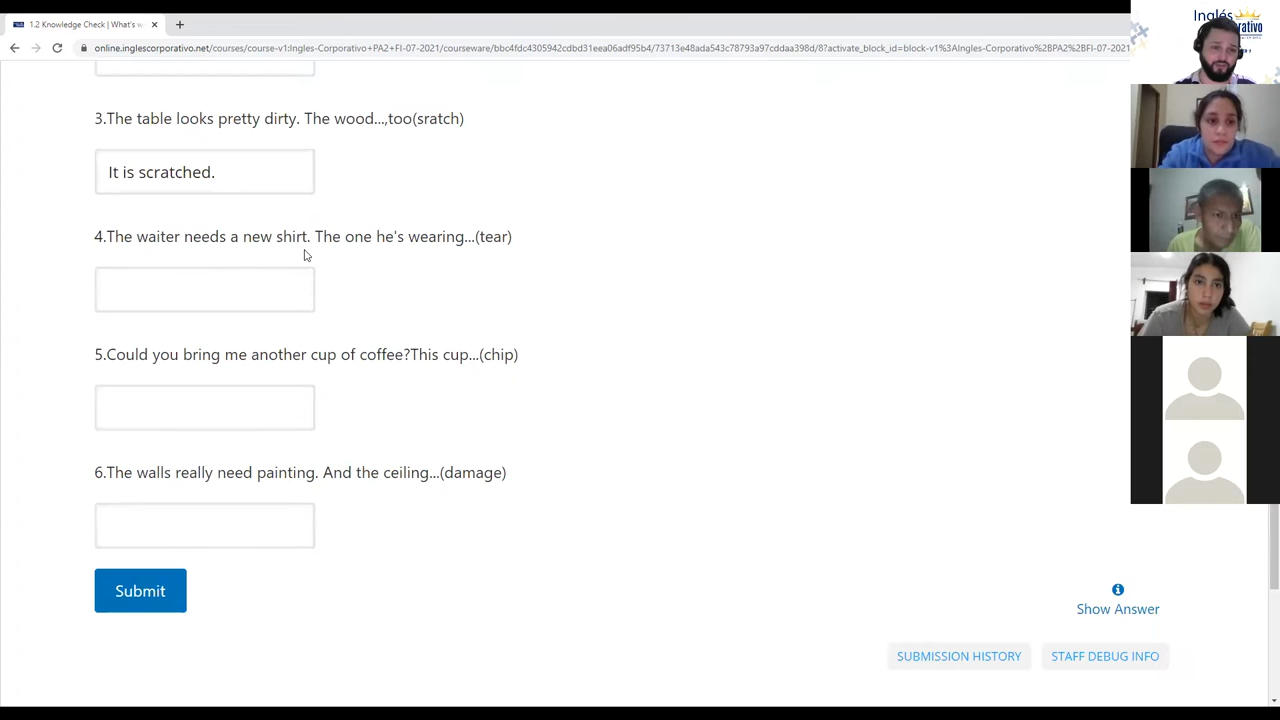 1.2 Knowledge Check | What's w
online.inglescorporativo.net/courses/course-v1:Ingles-Corporativo+PA2+FI-07-2021/courseware/bbc4fdc43f5942cdbd31eea06adf95b4/73713e48ada543c78793a97cddaa339d/8?activate_block_id=block-v1%3AIngles-Corporativo%2BPA2%2BFI-07-2021
Inglés
3.The table looks pretty dirty. The wood...,too(sratch)
It is scratched.
4.The waiter needs a new shirt. The one he's wearing...(tear)
5.Could you bring me another cup of coffee?This cup...(chip)
6.The walls really need painting. And the ceiling...(damage)
Submit
Show Answer
SUBMISSION HISTORY
STAFF DEBUG INFO